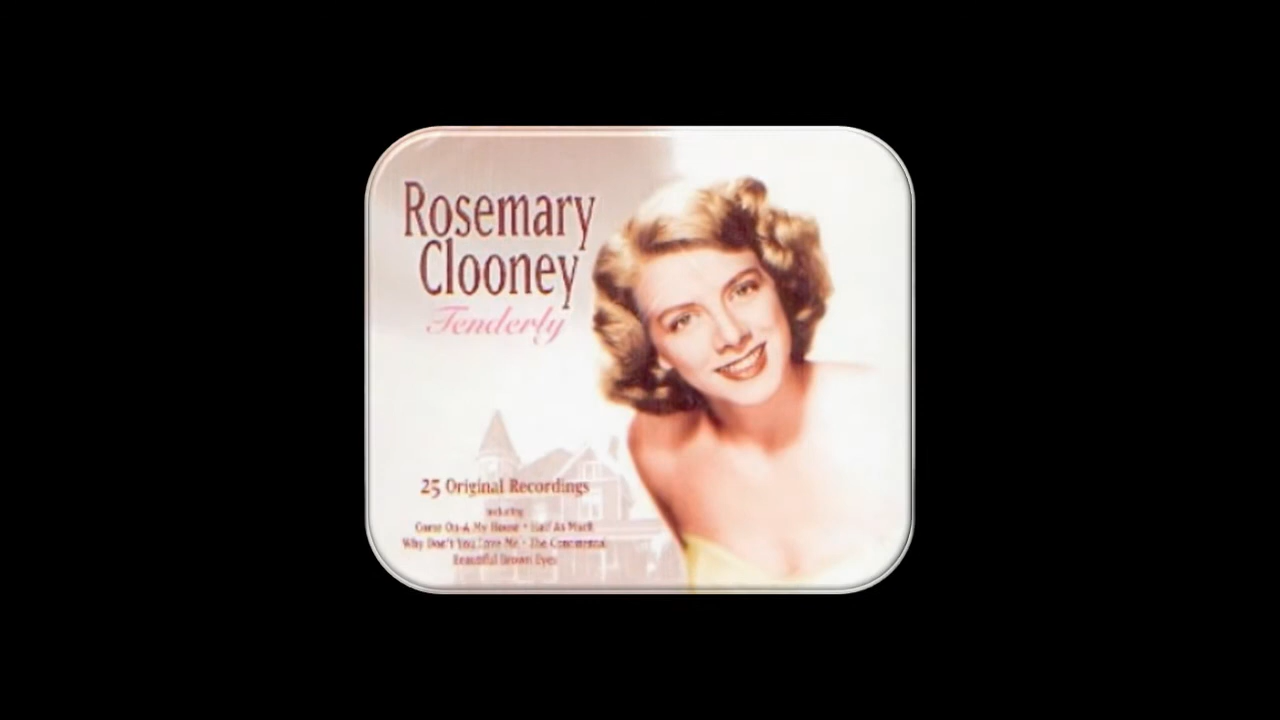 Rosemary
Clooney
Tenderly
25 Original Recordings
including
Come On-A My House • Half As Much
Why Don't You Love Me • The Continental
Beautiful Brown Eyes